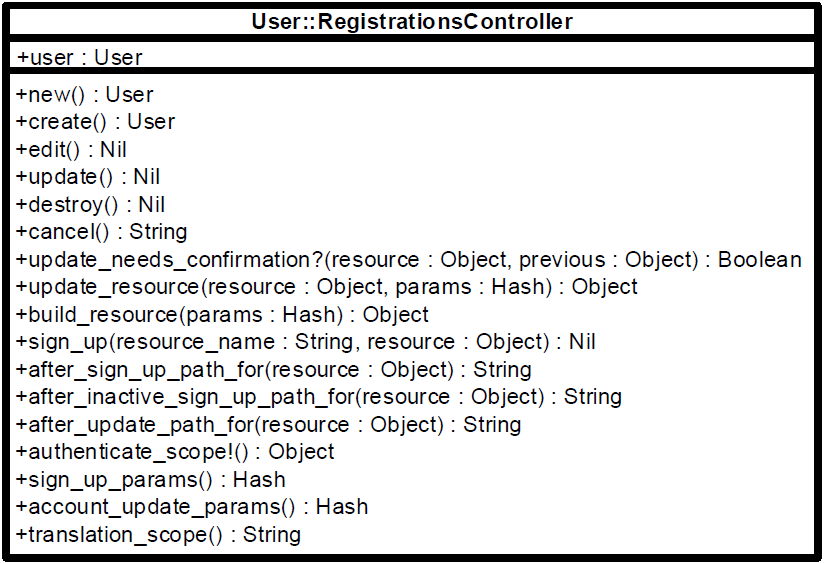 User::RegistrationsController
+user : User
+new() : User
+create() : User
+edit() : Nil
+update() : Nil
+destroy() : Nil
+cancel() : String
+update_needs_confirmation?(resource : Object, previous : Object) : Boolean
+update_resource(resource : Object, params : Hash) : Object
+build_resource(params : Hash) : Object
+sign_up(resource_name : String, resource : Object) : Nil
+after_sign_up_path_for(resource : Object) : String
+after_inactive_sign_up_path_for(resource : Object) : String
+after_update_path_for(resource : Object) : String
+authenticate_scope!() : Object
+sign_up_params() : Hash
+account_update_params() : Hash
+translation_scope() : String